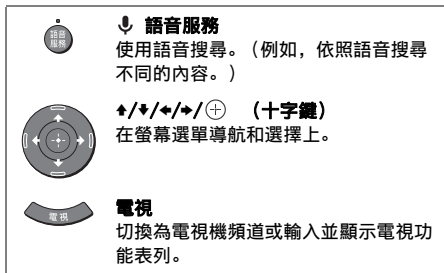 語音
服務
語音服務
使用語音搜尋。(例如，依照語音搜尋
不同的內容。)
↑/↓/←/→/⊕ (十字鍵)
在螢幕選單導航和選擇上。
電視
電視
切換為電視機頻道或輸入並顯示電視功
能表列。